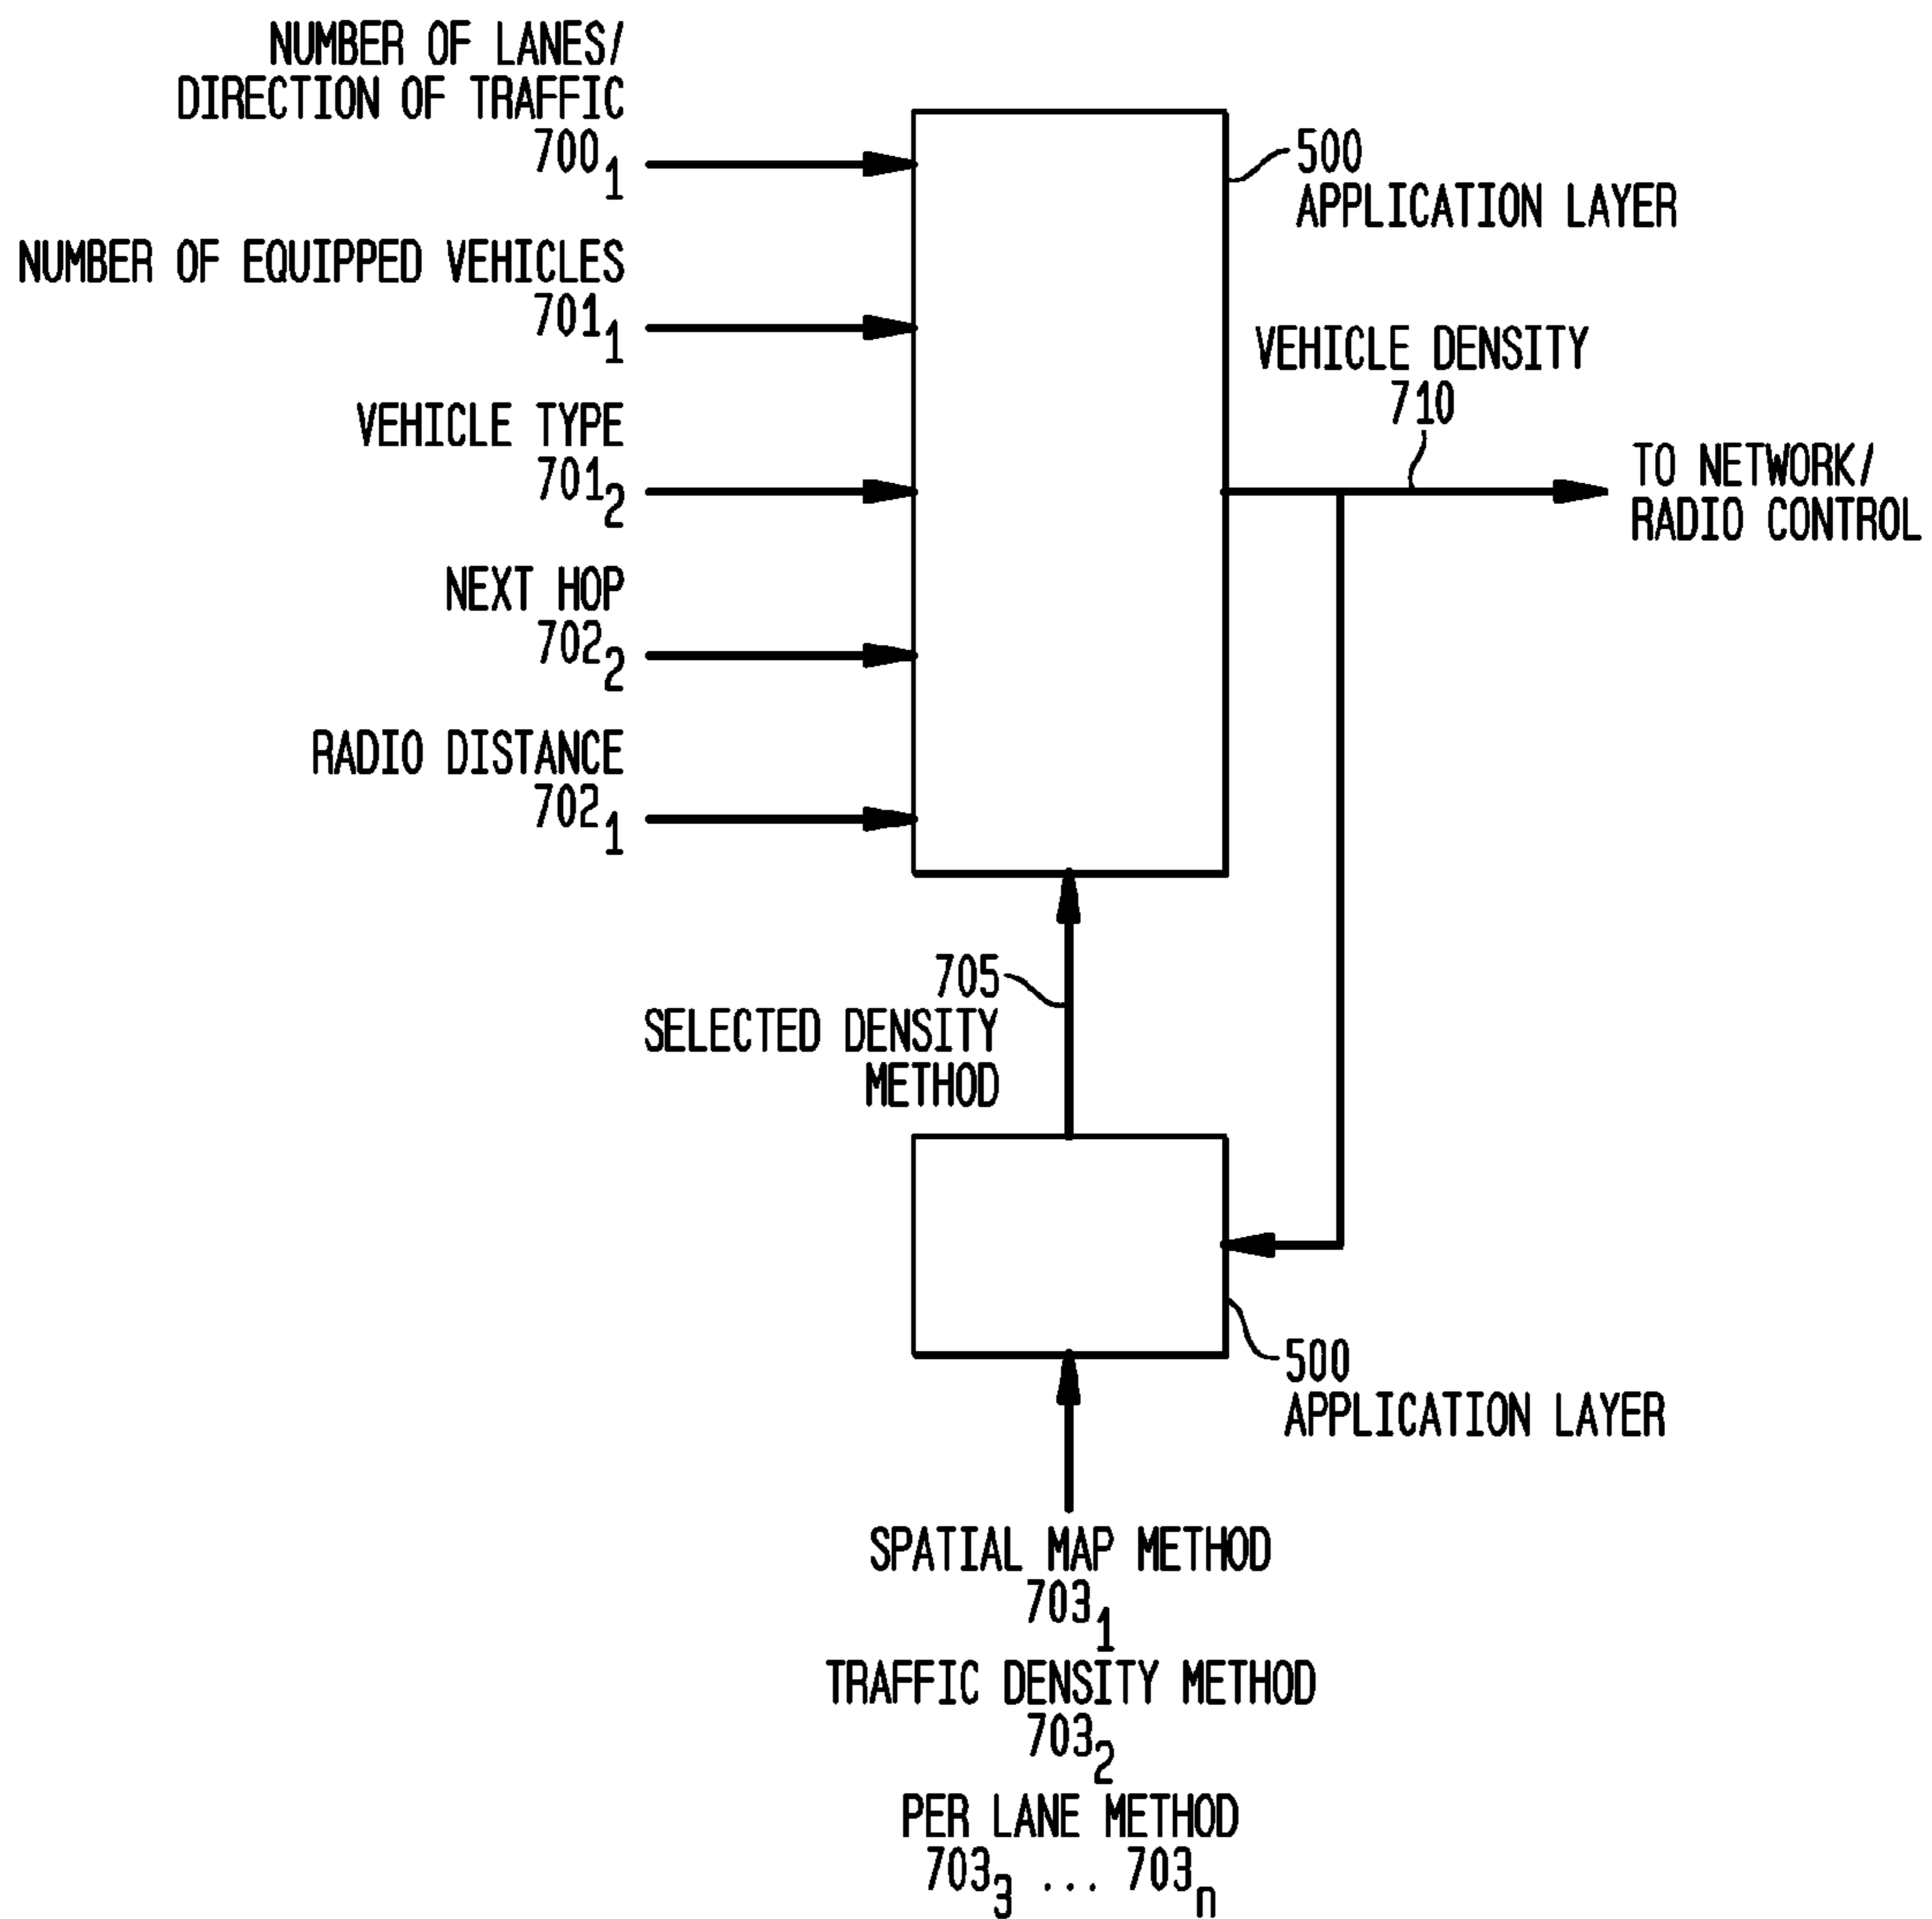 NUMBER OF LANES/
DIRECTION OF TRAFFIC
700₁
NUMBER OF EQUIPPED VEHICLES
701₁
VEHICLE TYPE
701₂
NEXT HOP
702₂
RADIO DISTANCE
702₁
500
APPLICATION LAYER
VEHICLE DENSITY
710
TO NETWORK/
RADIO CONTROL
705
SELECTED DENSITY
METHOD
500
APPLICATION LAYER
SPATIAL MAP METHOD
703₁
TRAFFIC DENSITY METHOD
703₂
PER LANE METHOD
703₃ ... 703ₙ